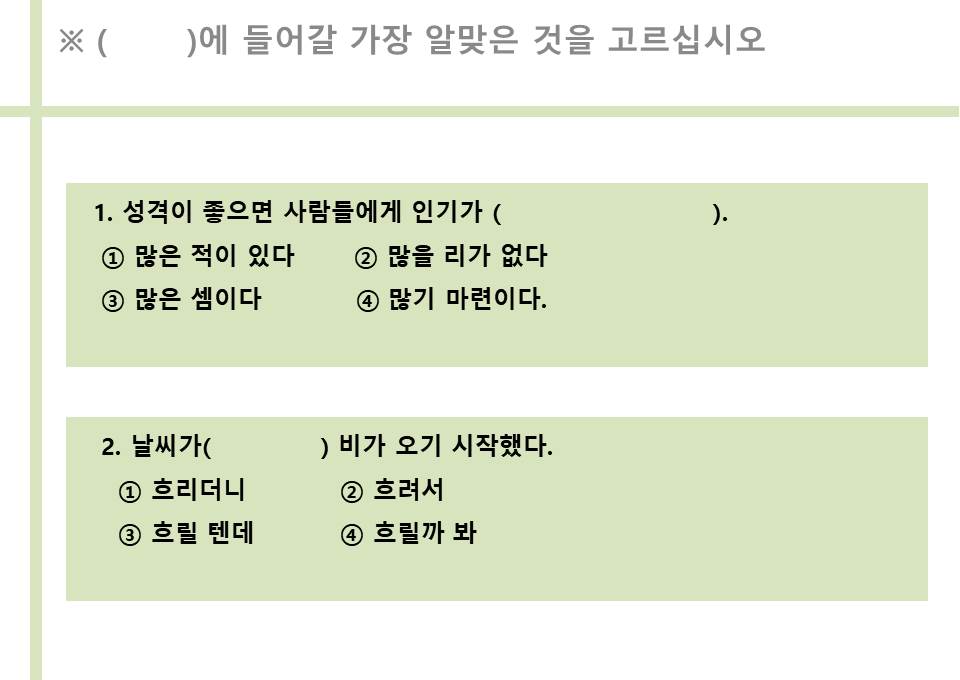 ※ (        )에 들어갈 가장 알맞은 것을 고르십시오
1. 성격이 좋으면 사람들에게 인기가 (                    ).
① 많은 적이 있다      ② 많을 리가 없다
③ 많은 셈이다         ④ 많기 마련이다.
2. 날씨가(           ) 비가 오기 시작했다.
① 흐리더니         ② 흐려서
③ 흐릴 텐데        ④ 흐릴까 봐